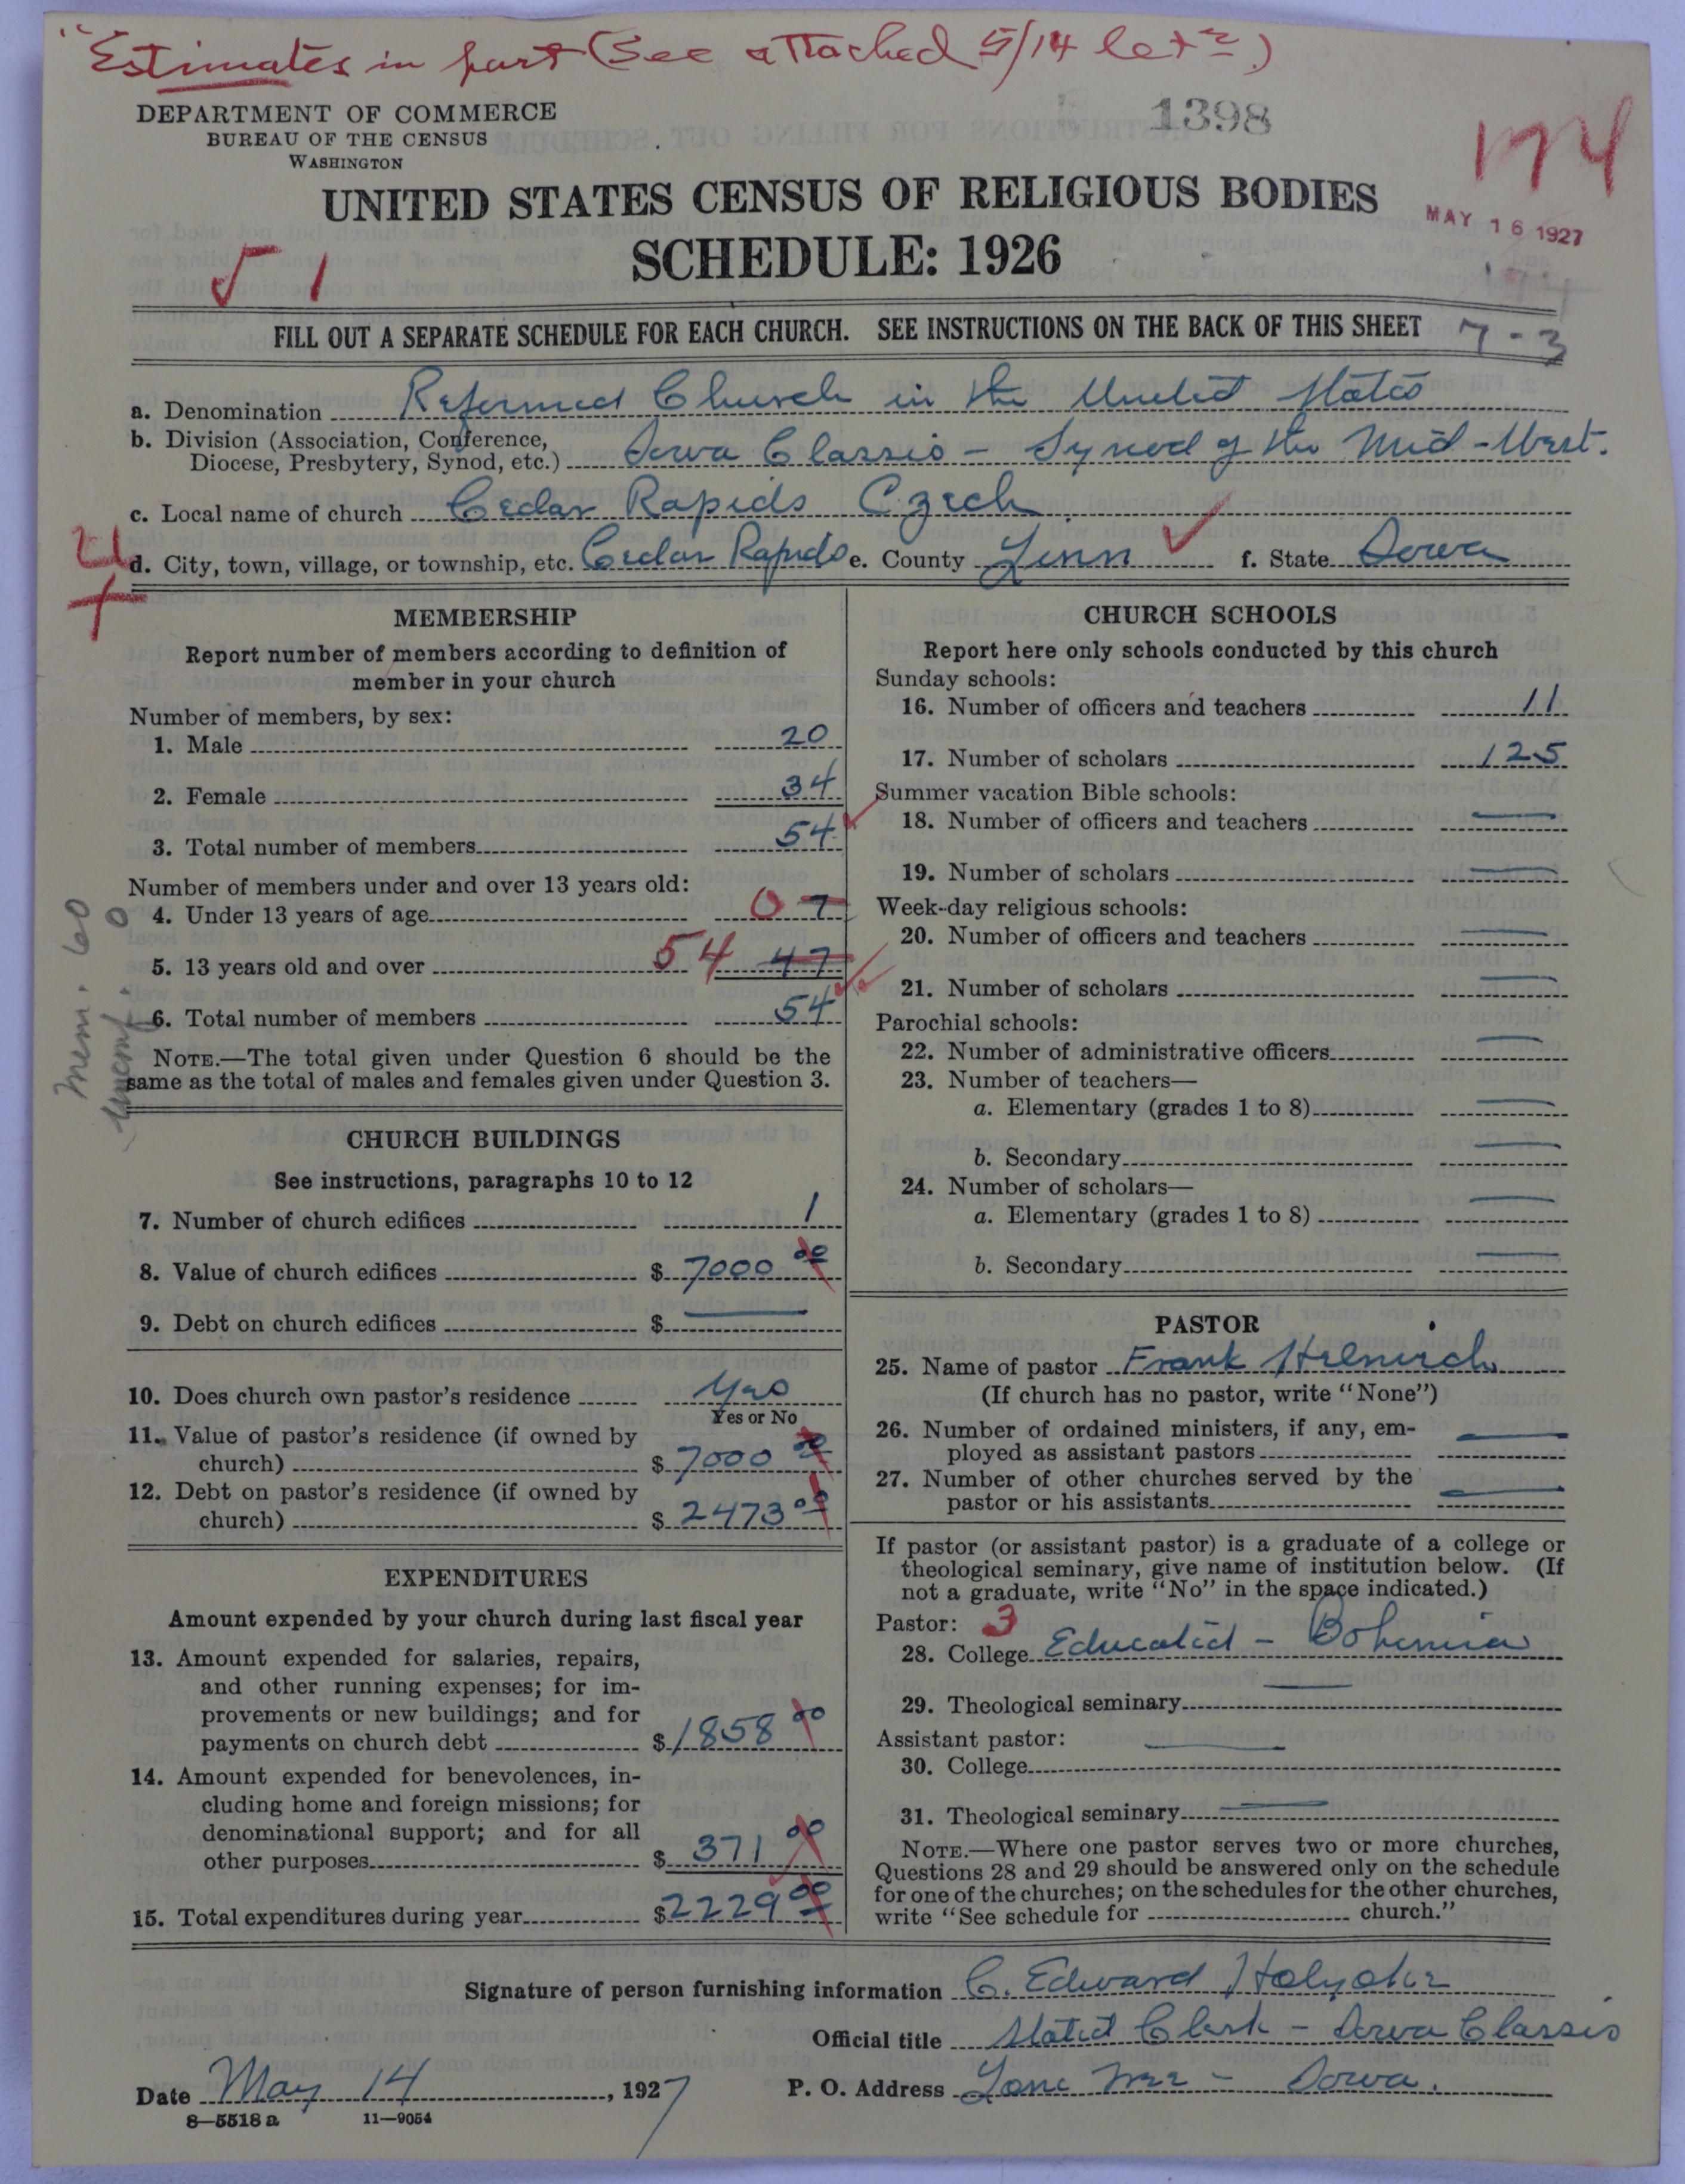 "Estimates in part (See attached 5/14 letr.)
DEPARTMENT OF COMMERCE
BUREAU OF THE CENSUS
WASHINGTON
1398
174
UNITED STATES CENSUS OF RELIGIOUS BODIES
SCHEDULE: 1926
MAY 16 1927
√ 1
FILL OUT A SEPARATE SCHEDULE FOR EACH CHURCH. SEE INSTRUCTIONS ON THE BACK OF THIS SHEET
7-3
a. Denomination Reformed Church in the United States
b. Division (Association, Conference,
Diocese, Presbytery, Synod, etc.) Iowa Classis - Synod of the Mid-West.
c. Local name of church Cedar Rapids Czech
d. City, town, village, or township, etc. Cedar Rapids e. County Linn f. State Iowa
MEMBERSHIP
Report number of members according to definition of
member in your church
Number of members, by sex:
1. Male 20
2. Female 34
3. Total number of members 54
Number of members under and over 13 years old:
4. Under 13 years of age 0 7
5. 13 years old and over 54 47
6. Total number of members 54
NOTE.—The total given under Question 6 should be the
same as the total of males and females given under Question 3.
Mem. 60
0
CHURCH BUILDINGS
See instructions, paragraphs 10 to 12
7. Number of church edifices 1
8. Value of church edifices $ 7000 00
9. Debt on church edifices $ —
10. Does church own pastor's residence Yes
Yes or No
11. Value of pastor's residence (if owned by
church) $ 7000 00
12. Debt on pastor's residence (if owned by
church) $ 2473 00
EXPENDITURES
Amount expended by your church during last fiscal year
13. Amount expended for salaries, repairs,
and other running expenses; for im-
provements or new buildings; and for
payments on church debt $ 1858 00
14. Amount expended for benevolences, in-
cluding home and foreign missions; for
denominational support; and for all
other purposes $ 371 00
15. Total expenditures during year $ 2229 00
CHURCH SCHOOLS
Report here only schools conducted by this church
Sunday schools:
16. Number of officers and teachers 11
17. Number of scholars 125
Summer vacation Bible schools:
18. Number of officers and teachers —
19. Number of scholars —
Week-day religious schools:
20. Number of officers and teachers —
21. Number of scholars —
Parochial schools:
22. Number of administrative officers —
23. Number of teachers—
a. Elementary (grades 1 to 8) —
b. Secondary —
24. Number of scholars—
a. Elementary (grades 1 to 8) —
b. Secondary —
PASTOR
25. Name of pastor Frank Helmirch
(If church has no pastor, write "None")
26. Number of ordained ministers, if any, em-
ployed as assistant pastors —
27. Number of other churches served by the
pastor or his assistants —
If pastor (or assistant pastor) is a graduate of a college or
theological seminary, give name of institution below. (If
not a graduate, write "No" in the space indicated.)
Pastor: 3
28. College Educated - Bohemia
29. Theological seminary —
Assistant pastor:
30. College —
31. Theological seminary —
NOTE.—Where one pastor serves two or more churches,
Questions 28 and 29 should be answered only on the schedule
for one of the churches; on the schedules for the other churches,
write "See schedule for church."
Signature of person furnishing information C. Edward Holyoke
Official title Stated Clerk - Iowa Classis
Date May 14, 1927 P. O. Address Lone Tree - Iowa.
8—5518 a 11—9054